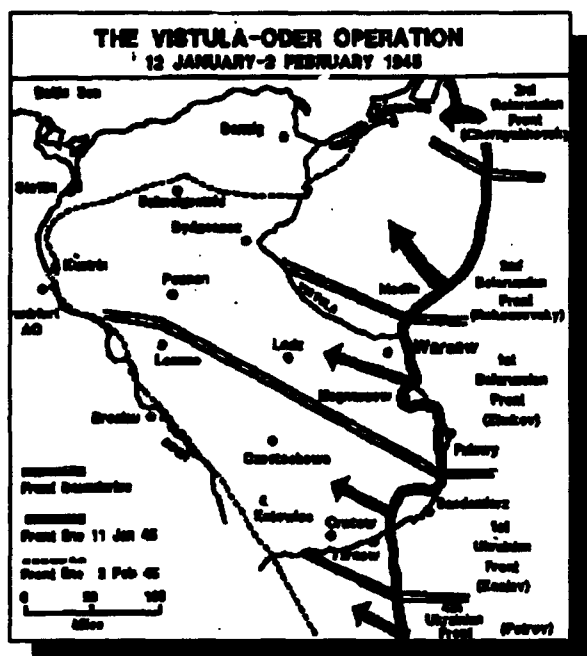 THE VISTULA-ODER OPERATION
12 JANUARY-2 FEBRUARY 1945
Baltic Sea
3rd
Belorussian
Front
(Chernyakhovsky)
Danzig
Stettin
Bydgoszcz
Kustrin
Poznan
Modlin
2nd
Belorussian
Front
(Rokossovsky)
Warsaw
AO
Lodz
Magnuszew
1st
Belorussian
Front
(Zhukov)
Breslau
Pulawy
Czestochowa
Front boundaries
Sandomierz
Katowice
Cracow
Tarnow
Front line 11 Jan 45
Front line 2 Feb 45
1st
Ukrainian
Front
(Konev)
0 50 100
Miles
4th
Ukrainian
Front
(Petrov)